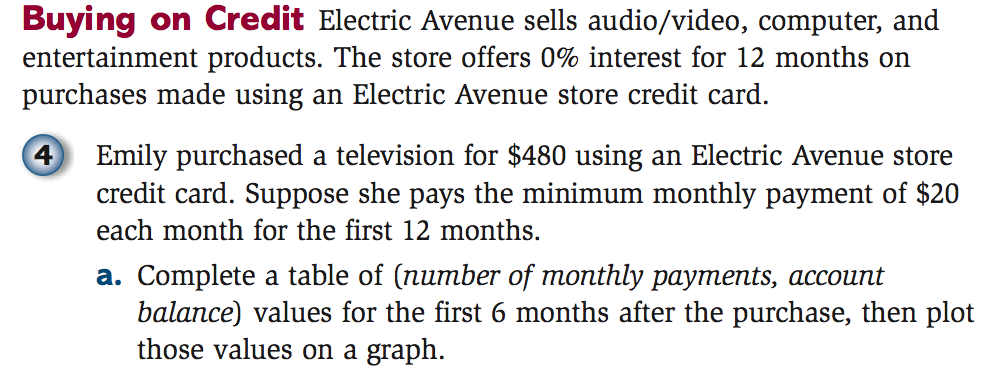 Buying on Credit Electric Avenue sells audio/video, computer, and
entertainment products. The store offers 0% interest for 12 months on
purchases made using an Electric Avenue store credit card.
4 Emily purchased a television for $480 using an Electric Avenue store
credit card. Suppose she pays the minimum monthly payment of $20
each month for the first 12 months.
a. Complete a table of (number of monthly payments, account
balance) values for the first 6 months after the purchase, then plot
those values on a graph.